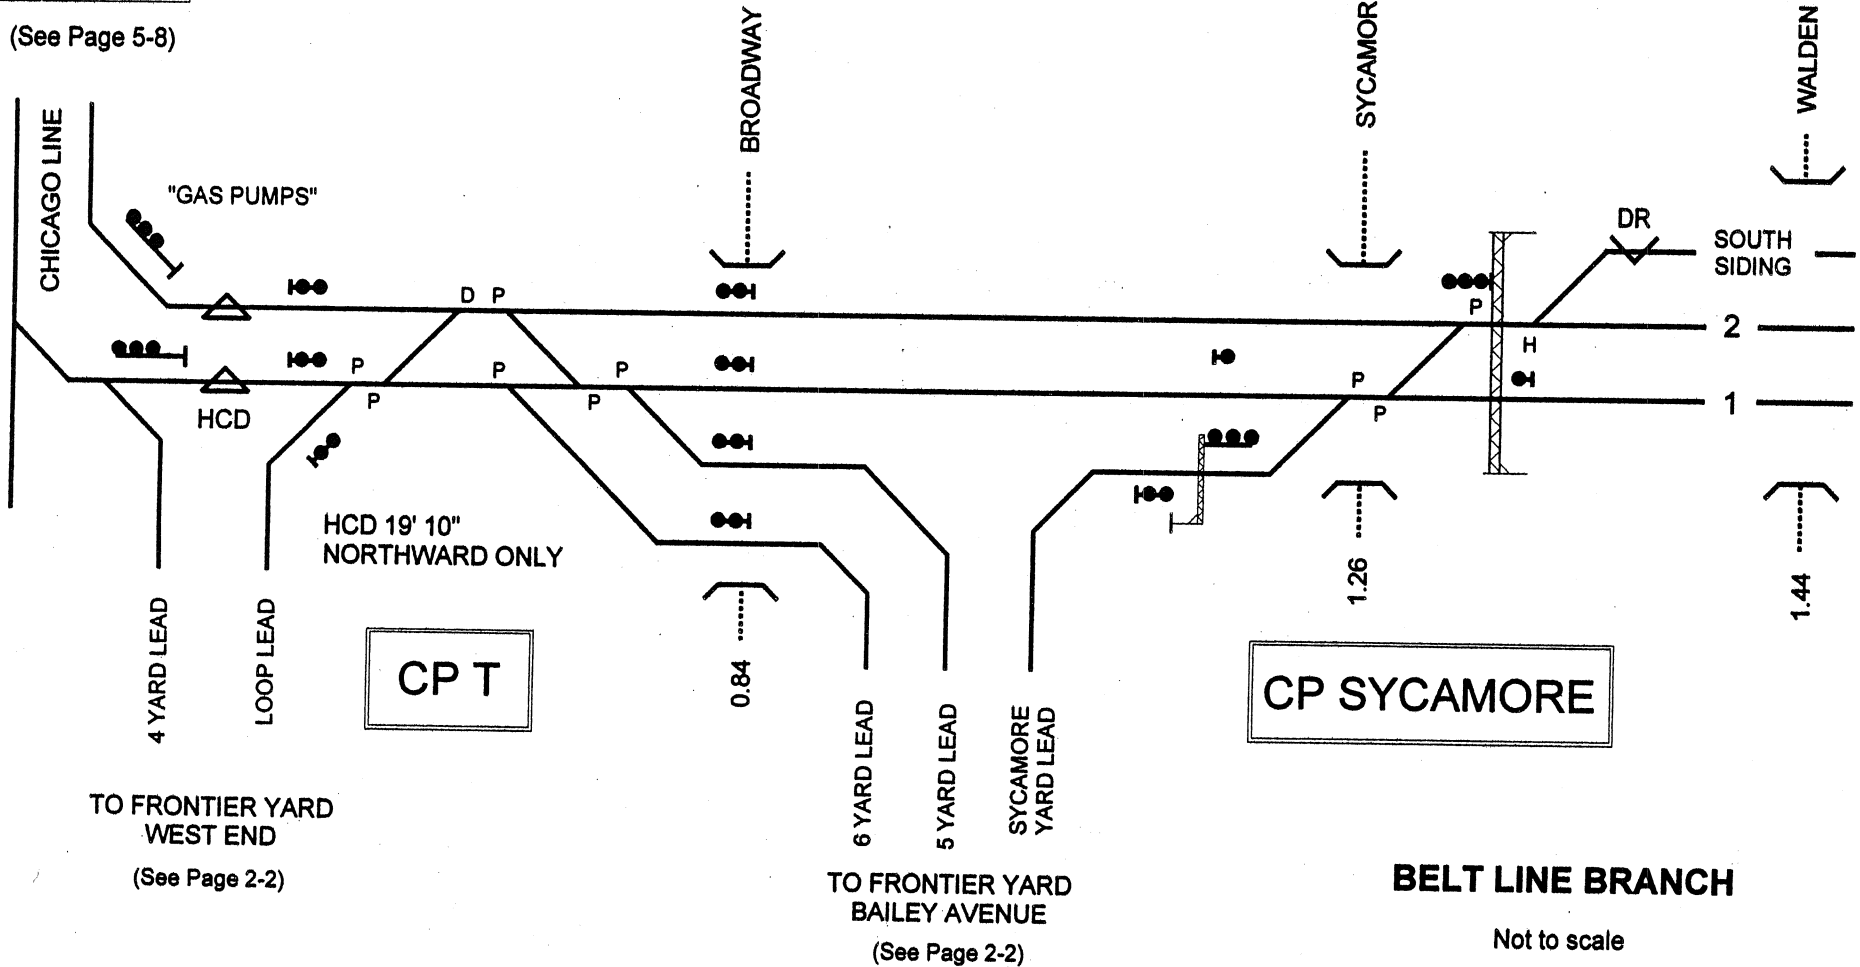 (See Page 5-8)
CHICAGO LINE
"GAS PUMPS"
BROADWAY
SYCAMOR
WALDEN
DR
SOUTH
SIDING
D P
P
2
H
P
P
P
P
1
HCD
P
P
P
HCD 19' 10"
NORTHWARD ONLY
4 YARD LEAD
LOOP LEAD
CP T
0.84
6 YARD LEAD
5 YARD LEAD
SYCAMORE
YARD LEAD
1.26
1.44
CP SYCAMORE
TO FRONTIER YARD
WEST END
(See Page 2-2)
TO FRONTIER YARD
BAILEY AVENUE
(See Page 2-2)
BELT LINE BRANCH
Not to scale